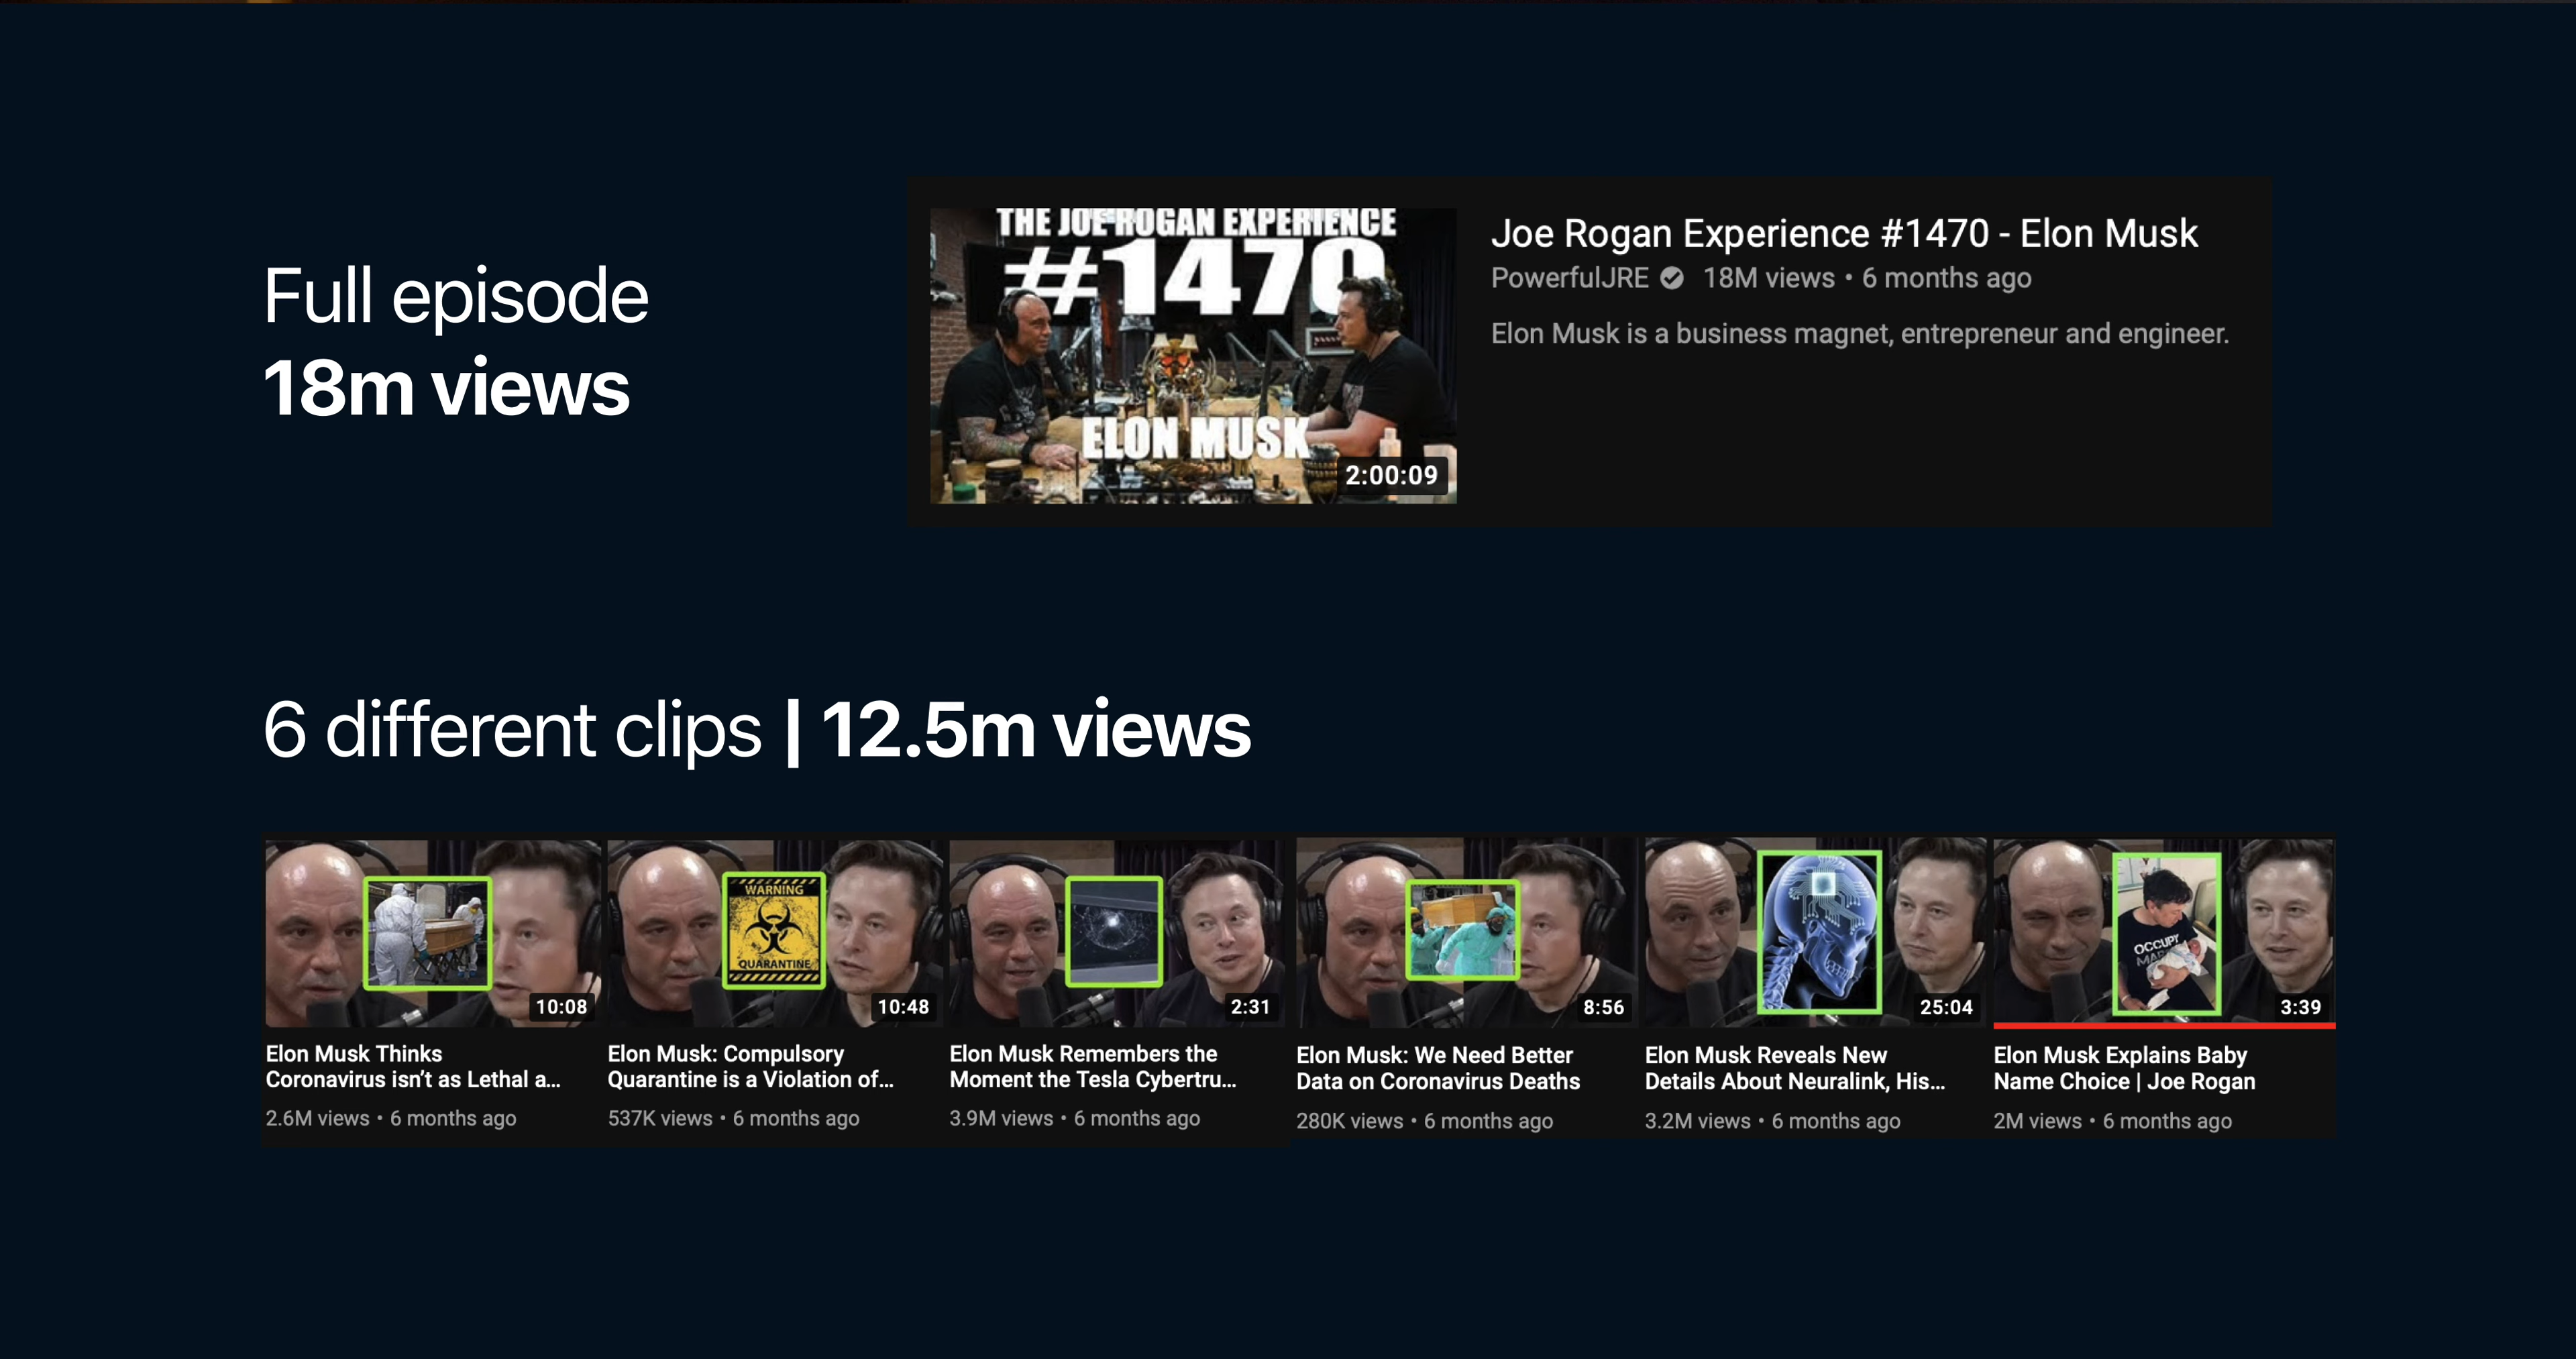 Full episode
18m views
THE JOE ROGAN EXPERIENCE
#1470
ELON MUSK
2:00:09
Joe Rogan Experience #1470 - Elon Musk
PowerfulJRE 18M views • 6 months ago
Elon Musk is a business magnet, entrepreneur and engineer.
6 different clips | 12.5m views
10:08
Elon Musk Thinks
Coronavirus isn't as Lethal a...
2.6M views • 6 months ago
WARNING
QUARANTINE
10:48
Elon Musk: Compulsory
Quarantine is a Violation of...
537K views • 6 months ago
2:31
Elon Musk Remembers the
Moment the Tesla Cybertru...
3.9M views • 6 months ago
8:56
Elon Musk: We Need Better
Data on Coronavirus Deaths
280K views • 6 months ago
25:04
Elon Musk Reveals New
Details About Neuralink, His...
3.2M views • 6 months ago
OCCUPY
3:39
Elon Musk Explains Baby
Name Choice | Joe Rogan
2M views • 6 months ago